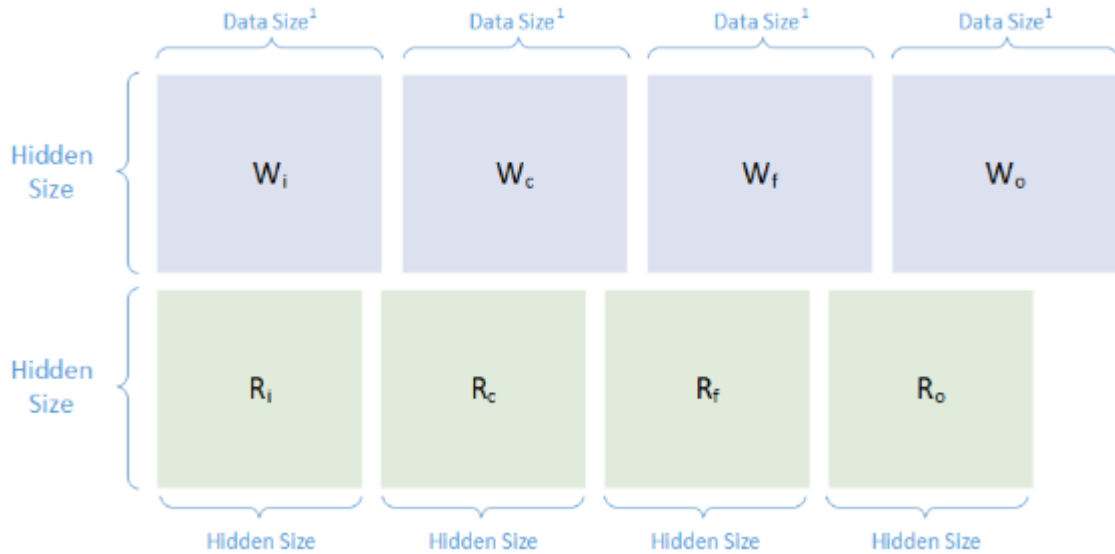 Data Size¹ Data Size¹ Data Size¹ Data Size¹
Hidden
Size
Wᵢ W꜀ W_f Wₒ
Hidden
Size
Rᵢ R꜀ R_f Rₒ
Hidden Size Hidden Size Hidden Size Hidden Size